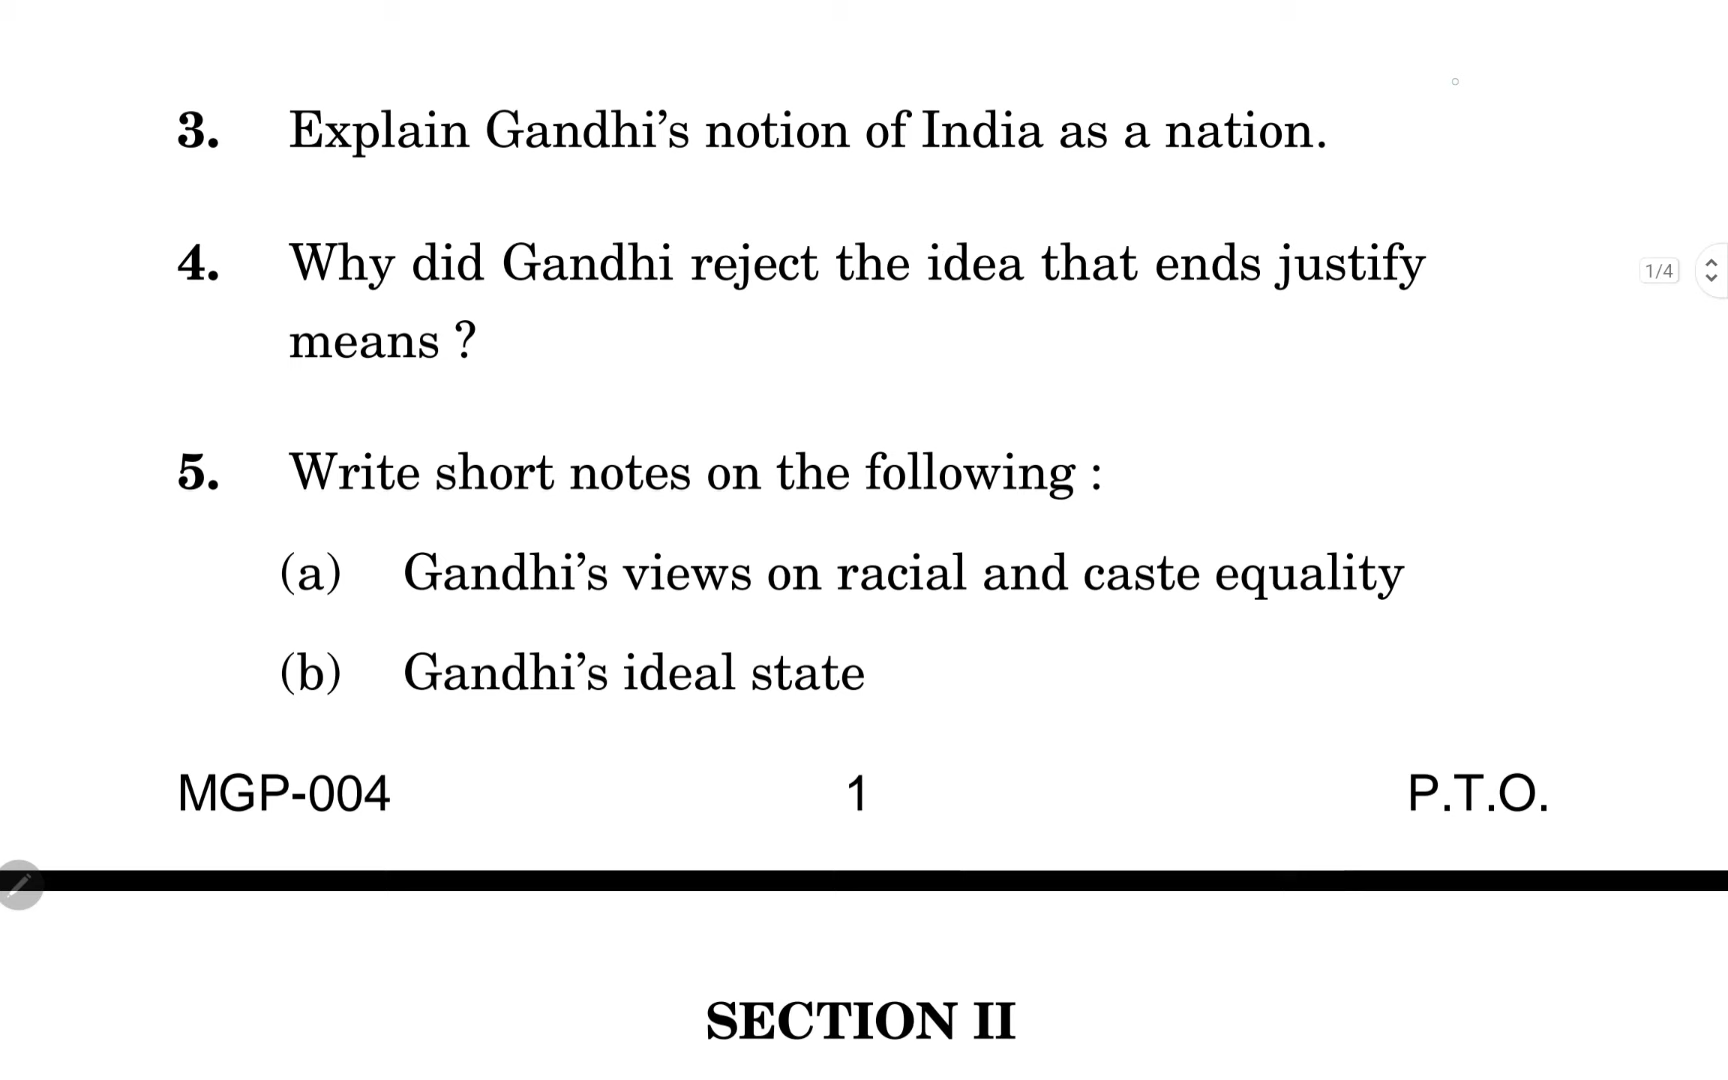 3. Explain Gandhi’s notion of India as a nation.
4. Why did Gandhi reject the idea that ends justify
means ?
1/4
5. Write short notes on the following :
(a) Gandhi’s views on racial and caste equality
(b) Gandhi’s ideal state
MGP-004 1 P.T.O.
SECTION II